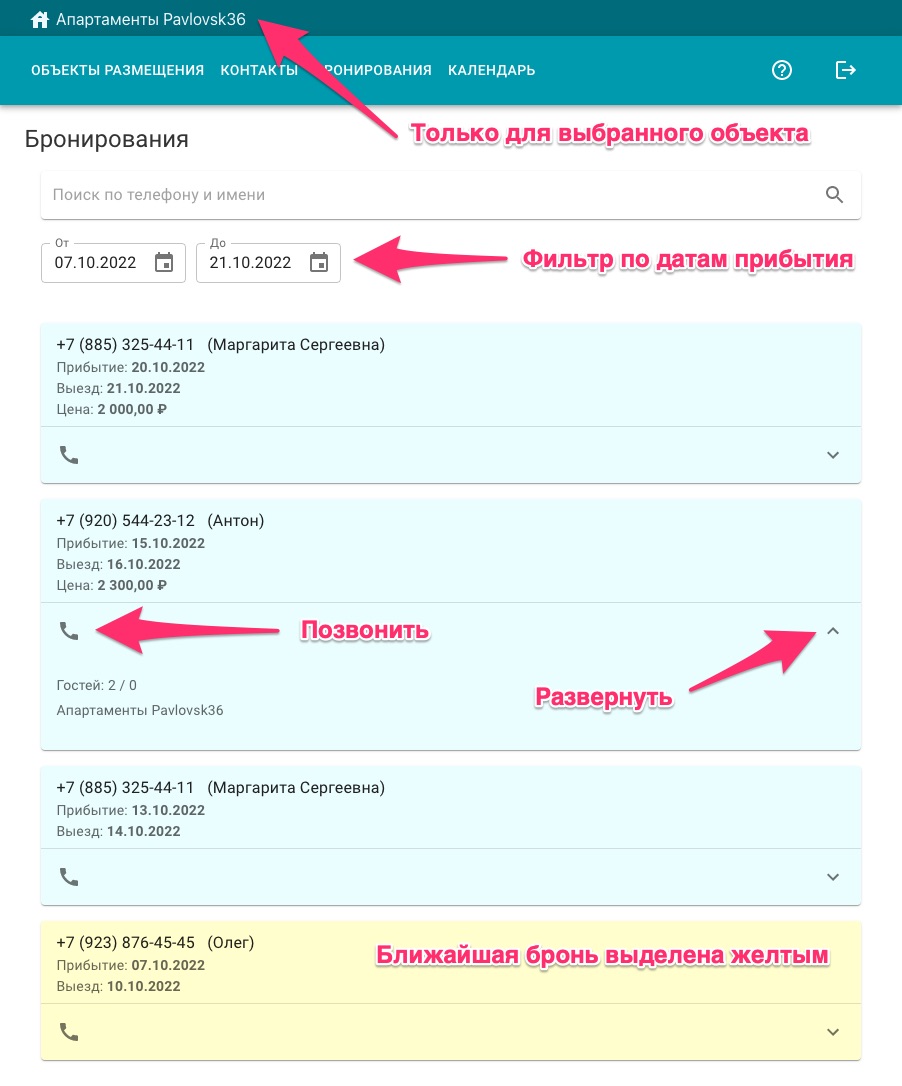 Апартаменты Pavlovsk36
ОБЪЕКТЫ РАЗМЕЩЕНИЯ КОНТАКТЫ РОНИРОВАНИЯ КАЛЕНДАРЬ
Только для выбранного объекта
Бронирования
Поиск по телефону и имени
От До
07.10.2022 21.10.2022
Фильтр по датам прибытия
+7 (885) 325-44-11 (Маргарита Сергеевна)
Прибытие: 20.10.2022
Выезд: 21.10.2022
Цена: 2 000,00 ₽
+7 (920) 544-23-12 (Антон)
Прибытие: 15.10.2022
Выезд: 16.10.2022
Цена: 2 300,00 ₽
Позвонить
Гостей: 2 / 0
Развернуть
Апартаменты Pavlovsk36
+7 (885) 325-44-11 (Маргарита Сергеевна)
Прибытие: 13.10.2022
Выезд: 14.10.2022
+7 (923) 876-45-45 (Олег)
Ближайшая бронь выделена желтым
Прибытие: 07.10.2022
Выезд: 10.10.2022